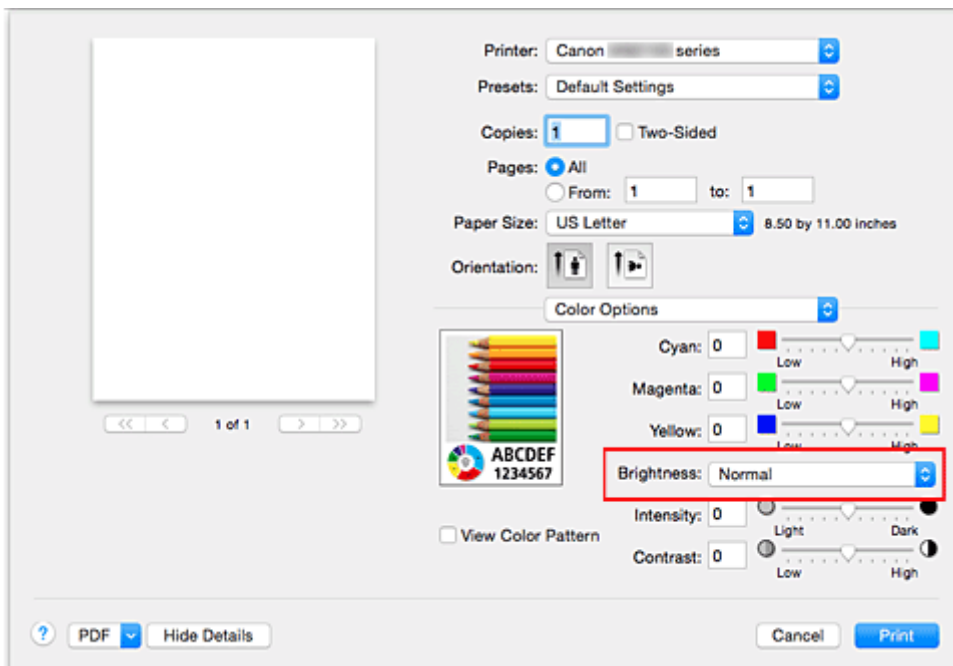 Printer: Canon series
Presets: Default Settings
Copies: 1 Two-Sided
Pages: All
From: 1 to: 1
Paper Size: US Letter 8.50 by 11.00 inches
Orientation:
Color Options
Cyan: 0
Low High
Magenta: 0
Low High
Yellow: 0
Low High
ABCDEF
1234567
Brightness: Normal
Intensity: 0
Light Dark
View Color Pattern
Contrast: 0
Low High
<< < 1 of 1 > >>
? PDF Hide Details Cancel Print